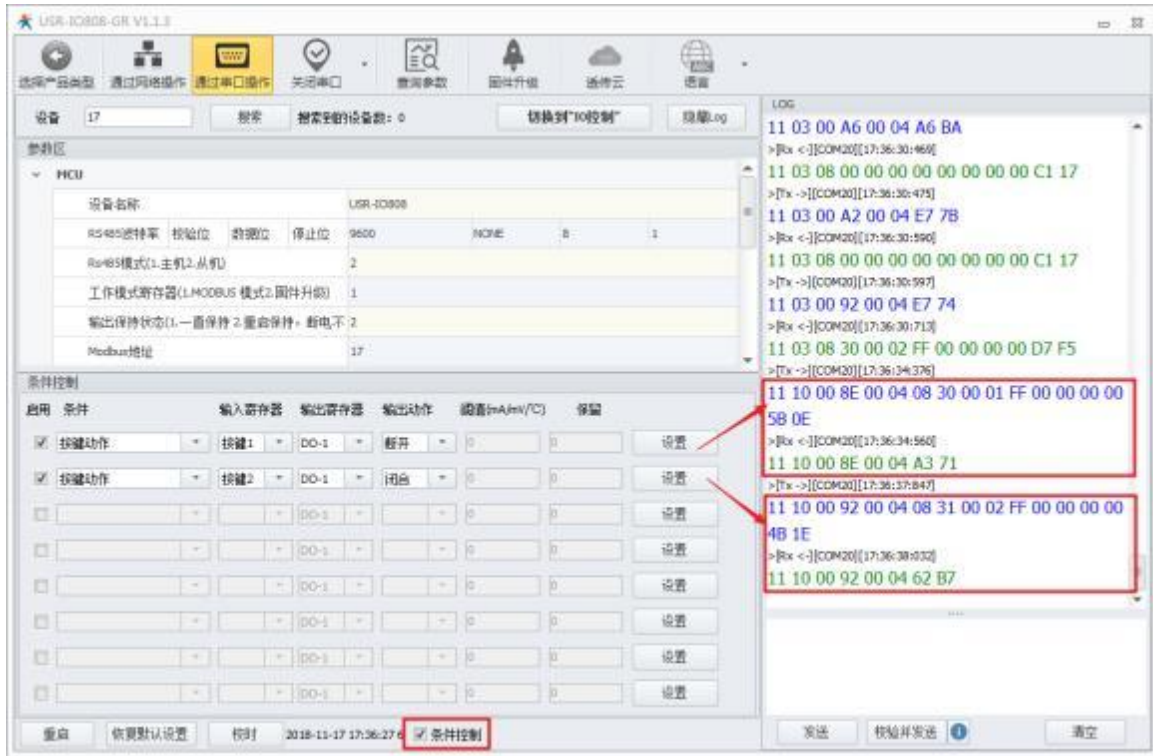 USR-IO808-GR V1.1.3
选择产品类型 通过网络操作 通过串口操作 关闭串口 查询参数 固件升级 透传云 语言
设备 17 搜索 搜索到的设备数：0 切换到"IO控制" 隐藏Log
参数区
MCU
设备名称 USR-IO808
RS485波特率 校验位 数据位 停止位 9600 NONE 8 1
Rs485模式(1.主机2.从机) 2
工作模式寄存器(1.MODBUS 模式2.固件升级) 1
输出保持状态(1.一直保持 2.重启保持，断电不 2
Modbus地址 17
条件控制
启用 条件 输入寄存器 输出寄存器 输出动作 阈值(mA/mV/℃) 保留
按键动作 按键1 DO-1 断开 0 0 设置
按键动作 按键2 DO-1 闭合 0 0 设置
DO-1 0 0 设置
DO-1 0 0 设置
DO-1 0 0 设置
DO-1 0 0 设置
DO-1 0 0 设置
DO-1 0 0 设置
重启 恢复默认设置 校时 2018-11-17 17:36:27 6 条件控制
LOG
11 03 00 A6 00 04 A6 BA
>[Rx <-][COM20][17:36:30:469]
11 03 08 00 00 00 00 00 00 00 00 C1 17
>[Tx ->][COM20][17:36:30:475]
11 03 00 A2 00 04 E7 7B
>[Rx <-][COM20][17:36:30:590]
11 03 08 00 00 00 00 00 00 00 00 C1 17
>[Tx ->][COM20][17:36:30:597]
11 03 00 92 00 04 E7 74
>[Rx <-][COM20][17:36:30:713]
11 03 08 30 00 02 FF 00 00 00 00 D7 F5
>[Tx ->][COM20][17:36:34:376]
11 10 00 8E 00 04 08 30 00 01 FF 00 00 00 00
5B 0E
>[Rx <-][COM20][17:36:34:560]
11 10 00 8E 00 04 A3 71
>[Tx ->][COM20][17:36:37:847]
11 10 00 92 00 04 08 31 00 02 FF 00 00 00 00
4B 1E
>[Rx <-][COM20][17:36:38:032]
11 10 00 92 00 04 62 B7
发送 校验并发送 清空